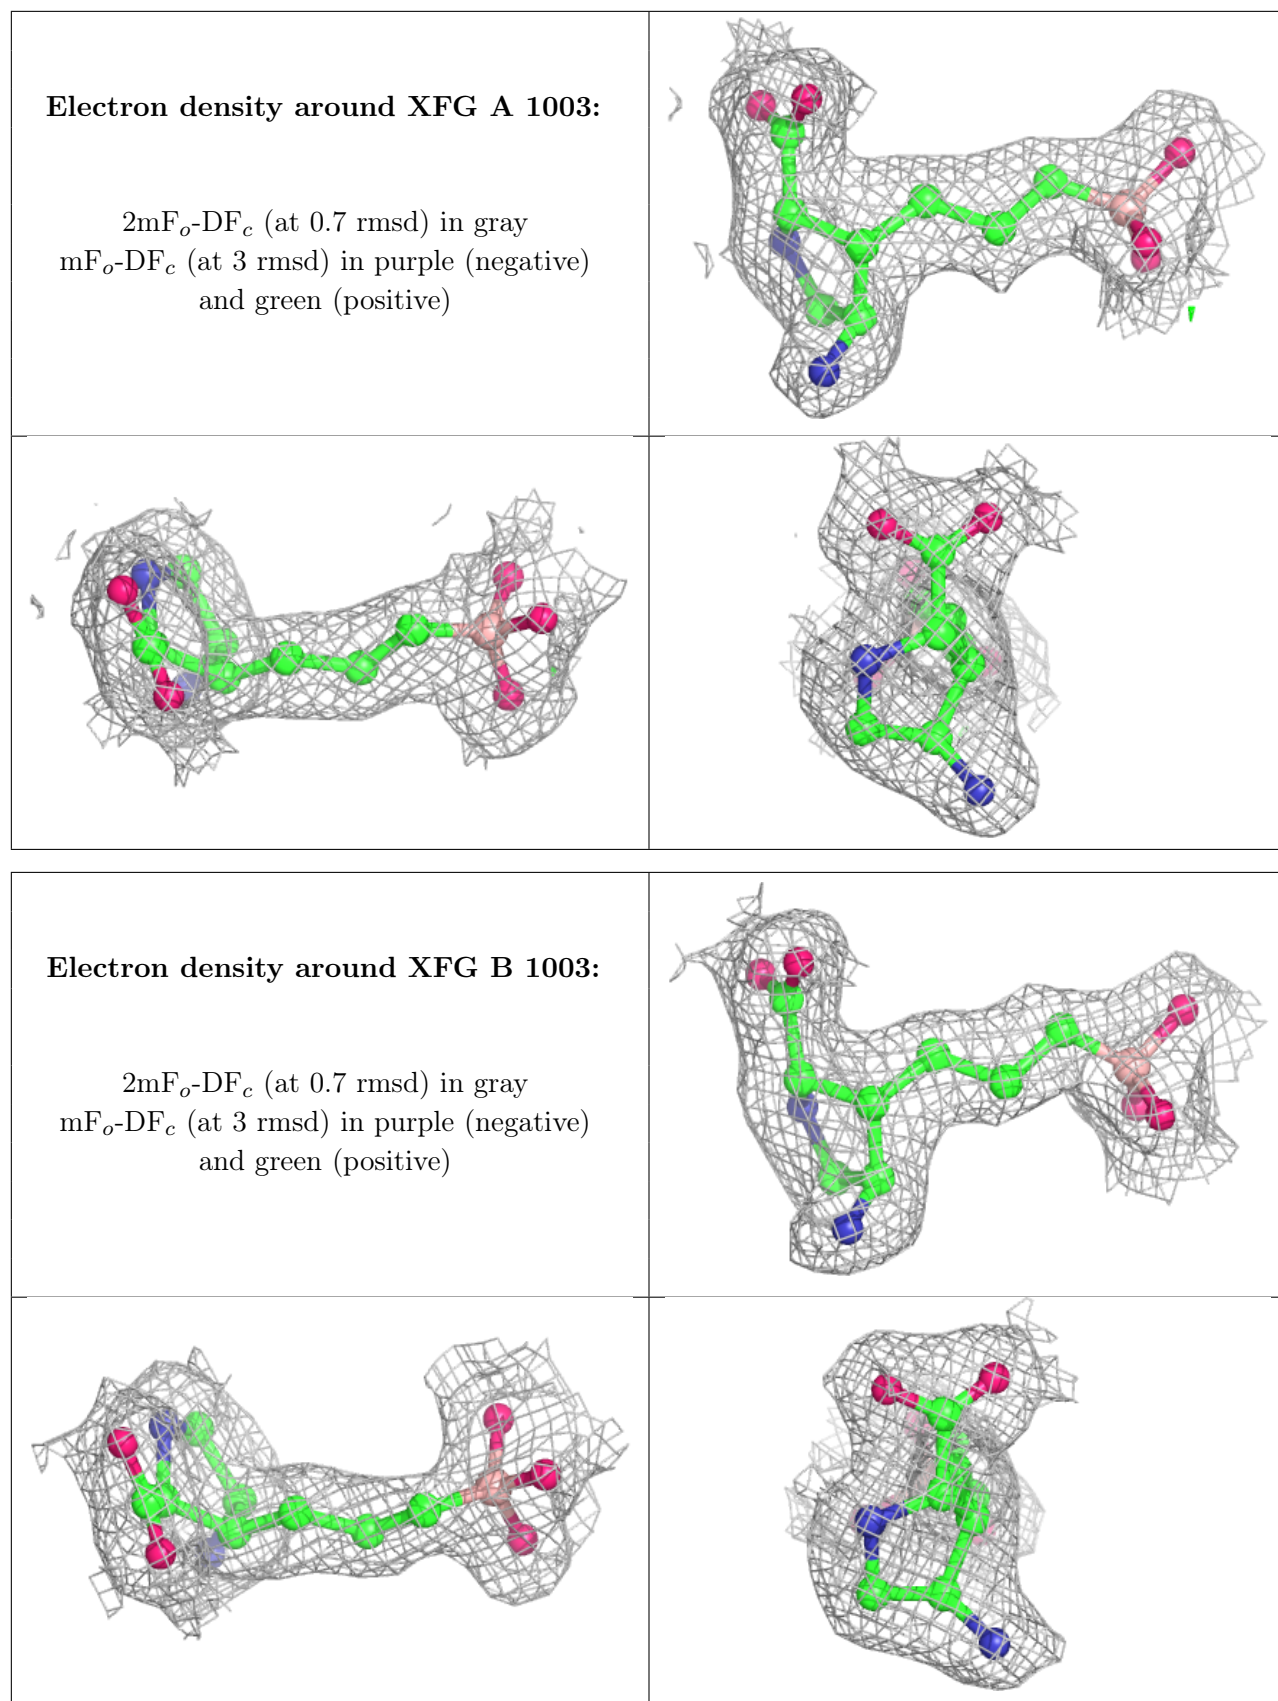 Electron density around XFG A 1003:
2mFo-DFc (at 0.7 rmsd) in gray
mFo-DFc (at 3 rmsd) in purple (negative)
and green (positive)
Electron density around XFG B 1003:
2mFo-DFc (at 0.7 rmsd) in gray
mFo-DFc (at 3 rmsd) in purple (negative)
and green (positive)